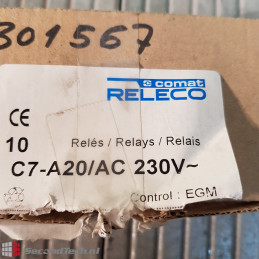 301567
comat
RELECO
CE
10
Relés / Relays / Relais
C7-A20/AC 230V~
Control : EGM